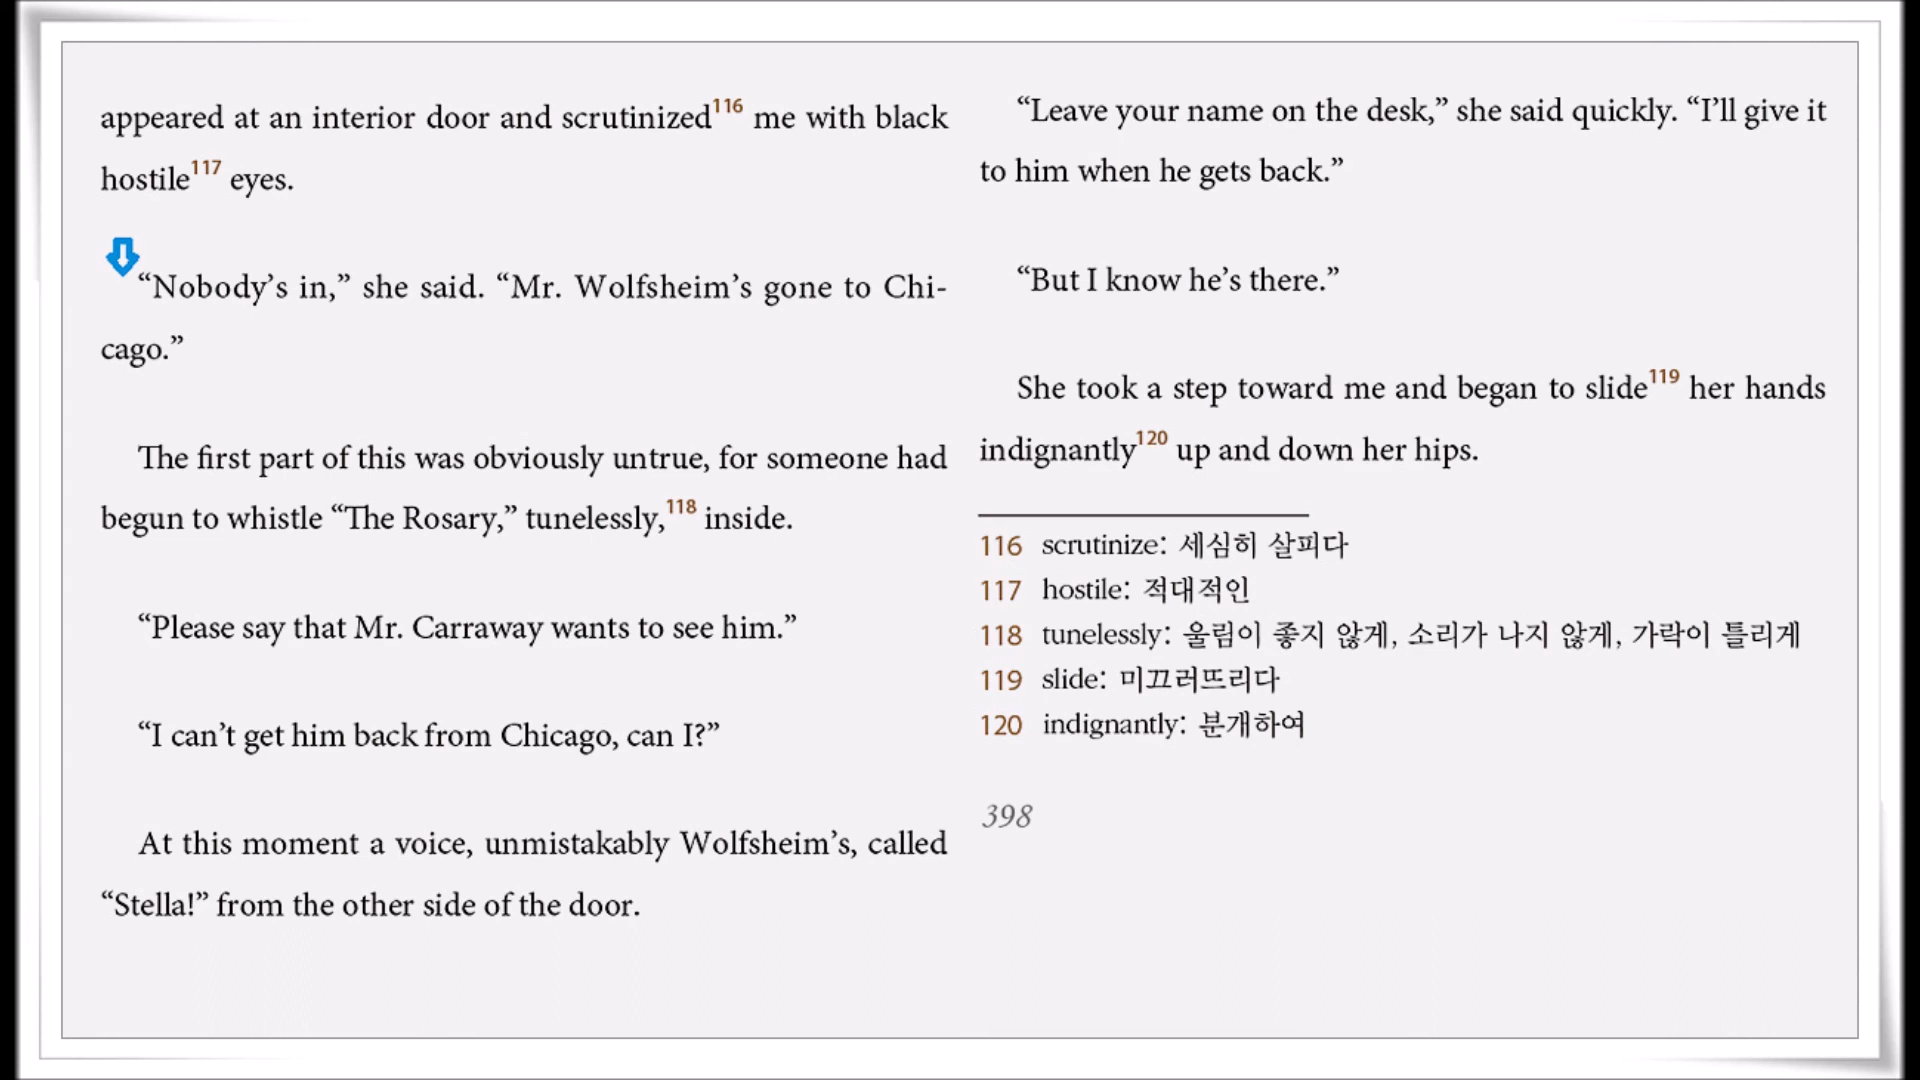 appeared at an interior door and scrutinized116 me with black
hostile117 eyes.
“Nobody’s in,” she said. “Mr. Wolfsheim’s gone to Chi-
cago.”
The first part of this was obviously untrue, for someone had
begun to whistle “The Rosary,” tunelessly,118 inside.
“Please say that Mr. Carraway wants to see him.”
“I can’t get him back from Chicago, can I?”
At this moment a voice, unmistakably Wolfsheim’s, called
“Stella!” from the other side of the door.
“Leave your name on the desk,” she said quickly. “I’ll give it
to him when he gets back.”
“But I know he’s there.”
She took a step toward me and began to slide119 her hands
indignantly120 up and down her hips.
116 scrutinize: 세심히 살피다
117 hostile: 적대적인
118 tunelessly: 울림이 좋지 않게, 소리가 나지 않게, 가락이 틀리게
119 slide: 미끄러뜨리다
120 indignantly: 분개하여
398